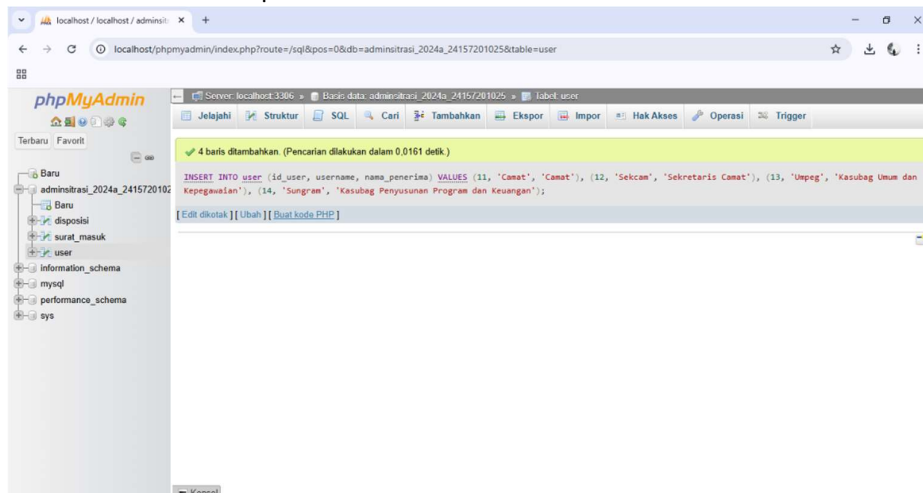 localhost / localhost / adminsit
localhost/phpmyadmin/index.php?route=/sql&pos=0&db=adminsitrasi_2024a_24157201025&table=user
phpMyAdmin
Terbaru Favorit
Baru
adminsitrasi_2024a_2415720102
Baru
disposisi
surat_masuk
user
information_schema
mysql
performance_schema
sys
Server: localhost:3306 » Basis data: adminsitrasi_2024a_24157201025 » Tabel: user
Jelajahi Struktur SQL Cari Tambahkan Ekspor Impor Hak Akses Operasi Trigger
4 baris ditambahkan. (Pencarian dilakukan dalam 0,0161 detik.)
INSERT INTO user (id_user, username, nama_penerima) VALUES (11, 'Camat', 'Camat'), (12, 'Sekcam', 'Sekretaris Camat'), (13, 'Umpeg', 'Kasubag Umum dan
Kepegawaian'), (14, 'Sungram', 'Kasubag Penyusunan Program dan Keuangan');
[ Edit dikotak ] [ Ubah ] [ Buat kode PHP ]
Konsol